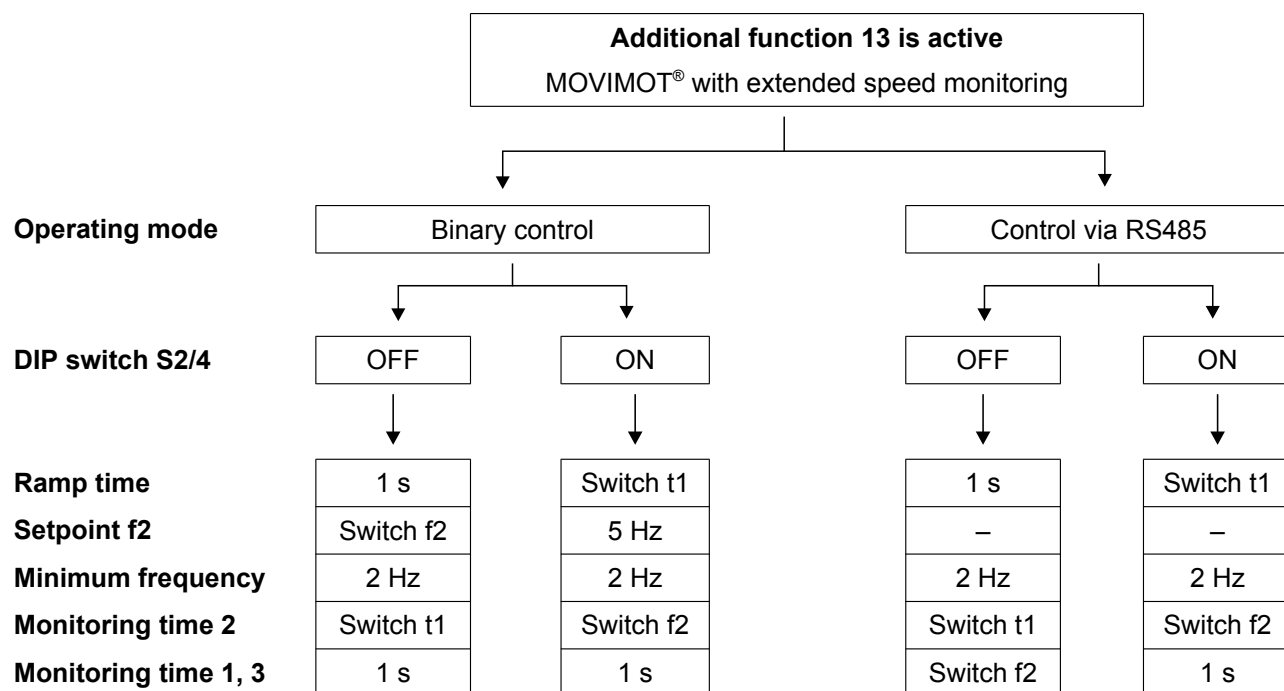 Additional function 13 is active
MOVIMOT® with extended speed monitoring
Operating mode Binary control Control via RS485
DIP switch S2/4 OFF ON OFF ON
Ramp time 1 s Switch t1 1 s Switch t1
Setpoint f2 Switch f2 5 Hz – –
Minimum frequency 2 Hz 2 Hz 2 Hz 2 Hz
Monitoring time 2 Switch t1 Switch f2 Switch t1 Switch f2
Monitoring time 1, 3 1 s 1 s Switch f2 1 s